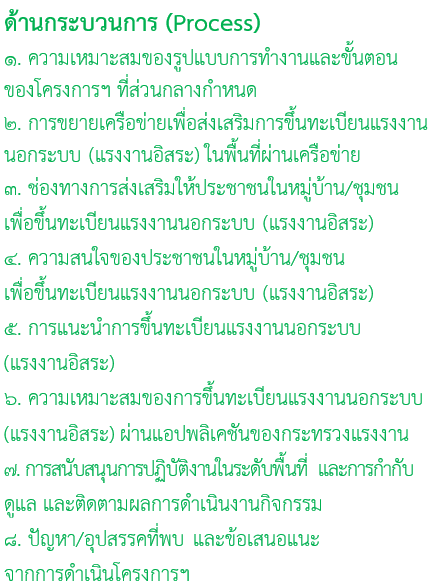 ด้านกระบวนการ (Process)
๑. ความเหมาะสมของรูปแบบการทำงานและขั้นตอน
ของโครงการฯ ที่ส่วนกลางกำหนด
๒. การขยายเครือข่ายเพื่อส่งเสริมการขึ้นทะเบียนแรงงาน
นอกระบบ (แรงงานอิสระ) ในพื้นที่ผ่านเครือข่าย
๓. ช่องทางการส่งเสริมให้ประชาชนในหมู่บ้าน/ชุมชน
เพื่อขึ้นทะเบียนแรงงานนอกระบบ (แรงงานอิสระ)
๔. ความสนใจของประชาชนในหมู่บ้าน/ชุมชน
เพื่อขึ้นทะเบียนแรงงานนอกระบบ (แรงงานอิสระ)
๕. การแนะนำการขึ้นทะเบียนแรงงานนอกระบบ
(แรงงานอิสระ)
๖. ความเหมาะสมของการขึ้นทะเบียนแรงงานนอกระบบ
(แรงงานอิสระ) ผ่านแอปพลิเคชันของกระทรวงแรงงาน
๗. การสนับสนุนการปฏิบัติงานในระดับพื้นที่ และการกำกับ
ดูแล และติดตามผลการดำเนินงานกิจกรรม
๘. ปัญหา/อุปสรรคที่พบ และข้อเสนอแนะ
จากการดำเนินโครงการฯ